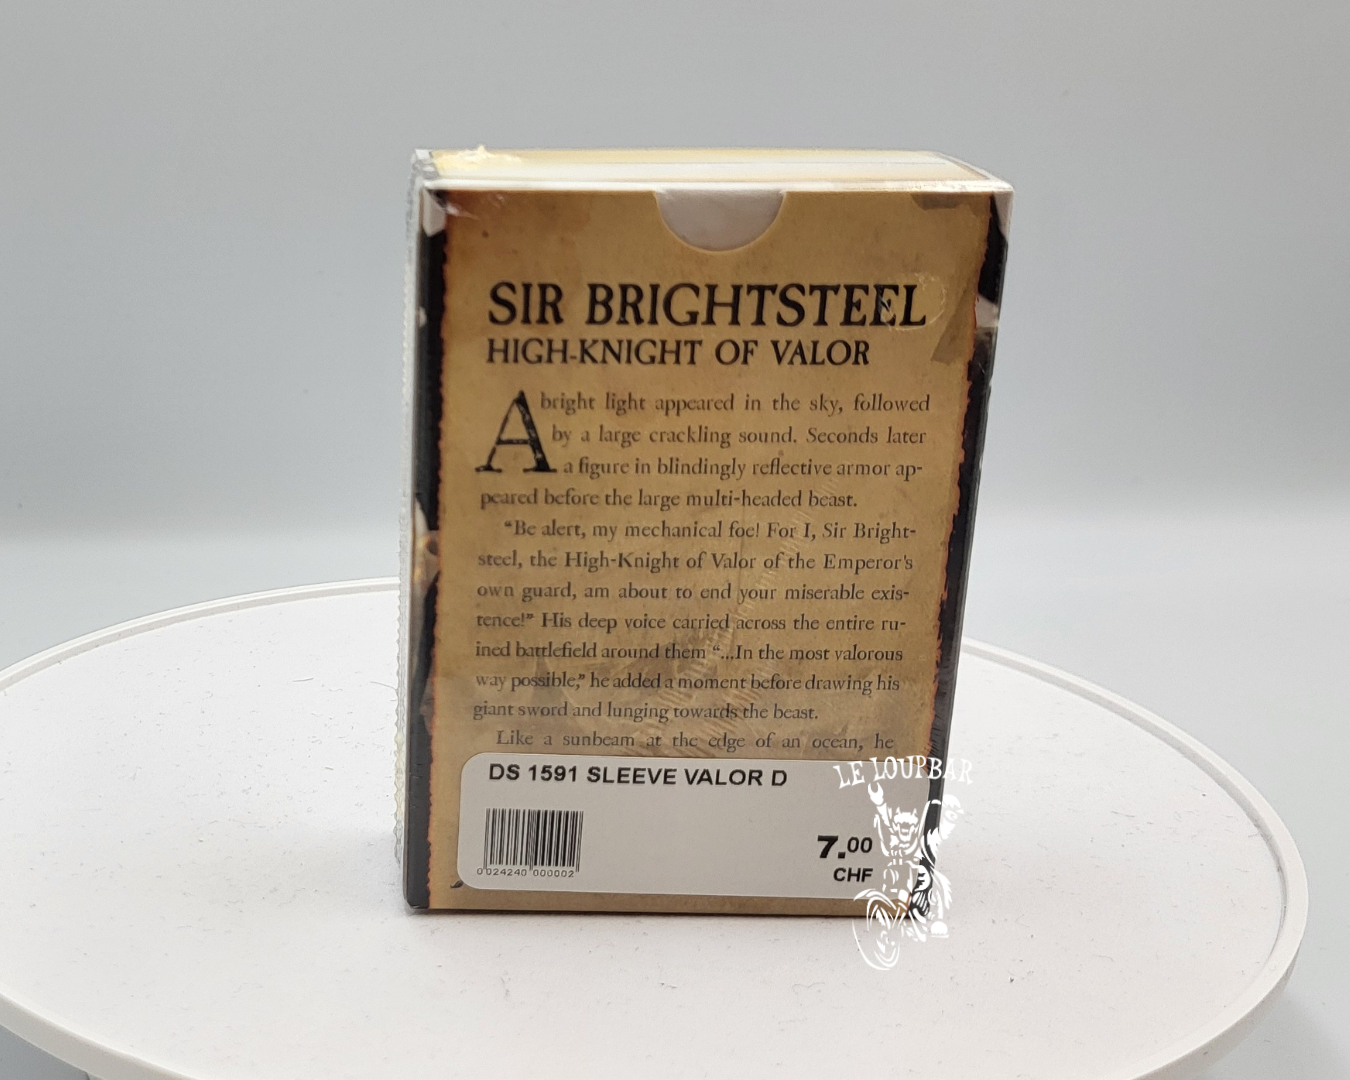 SIR BRIGHTSTEEL
HIGH-KNIGHT OF VALOR
A bright light appeared in the sky, followed
by a large crackling sound. Seconds later
a figure in blindingly reflective armor ap-
peared before the large multi-headed beast.
"Be alert, my mechanical foe! For I, Sir Bright-
steel, the High-Knight of Valor of the Emperor's
own guard, am about to end your miserable exis-
tence!" His deep voice carried across the entire ru-
ined battlefield around them "...In the most valorous
way possible," he added a moment before drawing his
giant sword and lunging towards the beast.
Like a sunbeam at the edge of an ocean, he
DS 1591 SLEEVE VALOR D
LE LOUPBAR
7.00
CHF
0 024240 000002